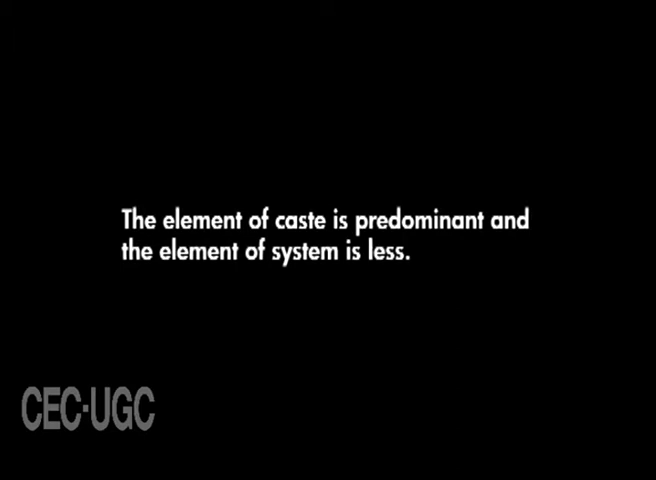 The element of caste is predominant and
the element of system is less.
CEC-UGC